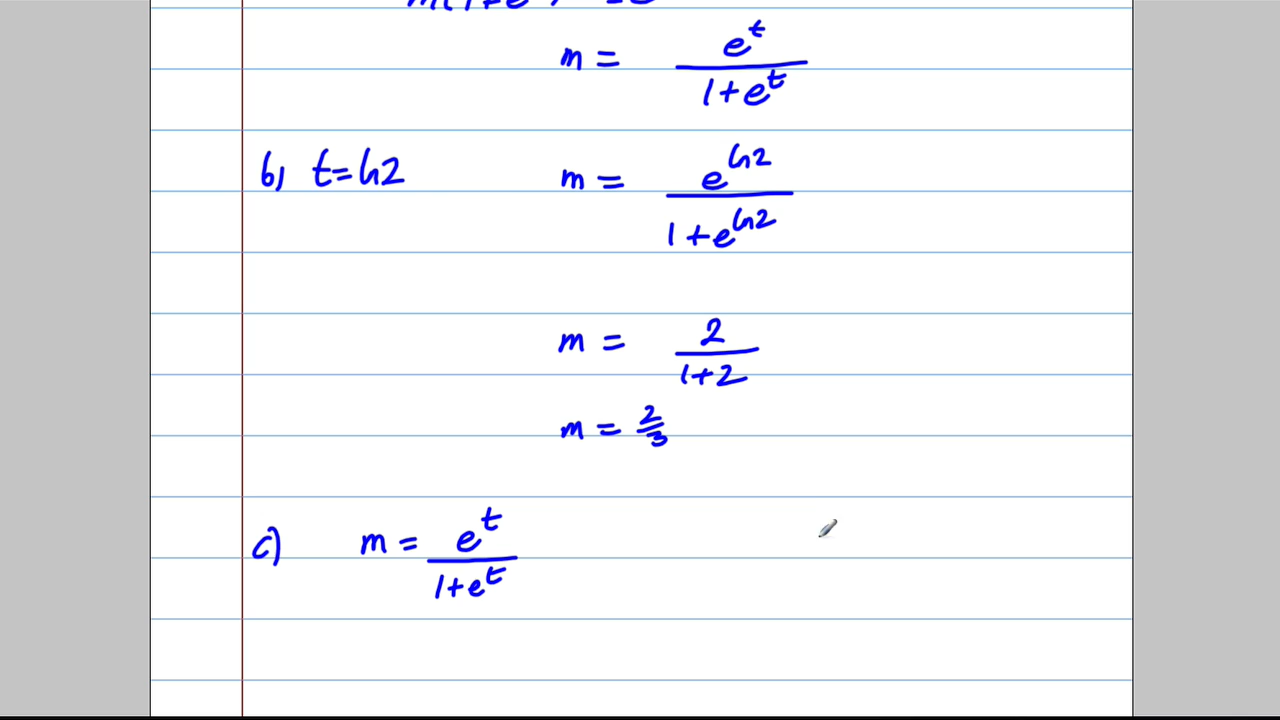 m = e^t / 1+e^t
b) t=ln2 m = e^ln2 / 1+e^ln2
m = 2 / 1+2
m = 2/3
c) m = e^t / 1+e^t